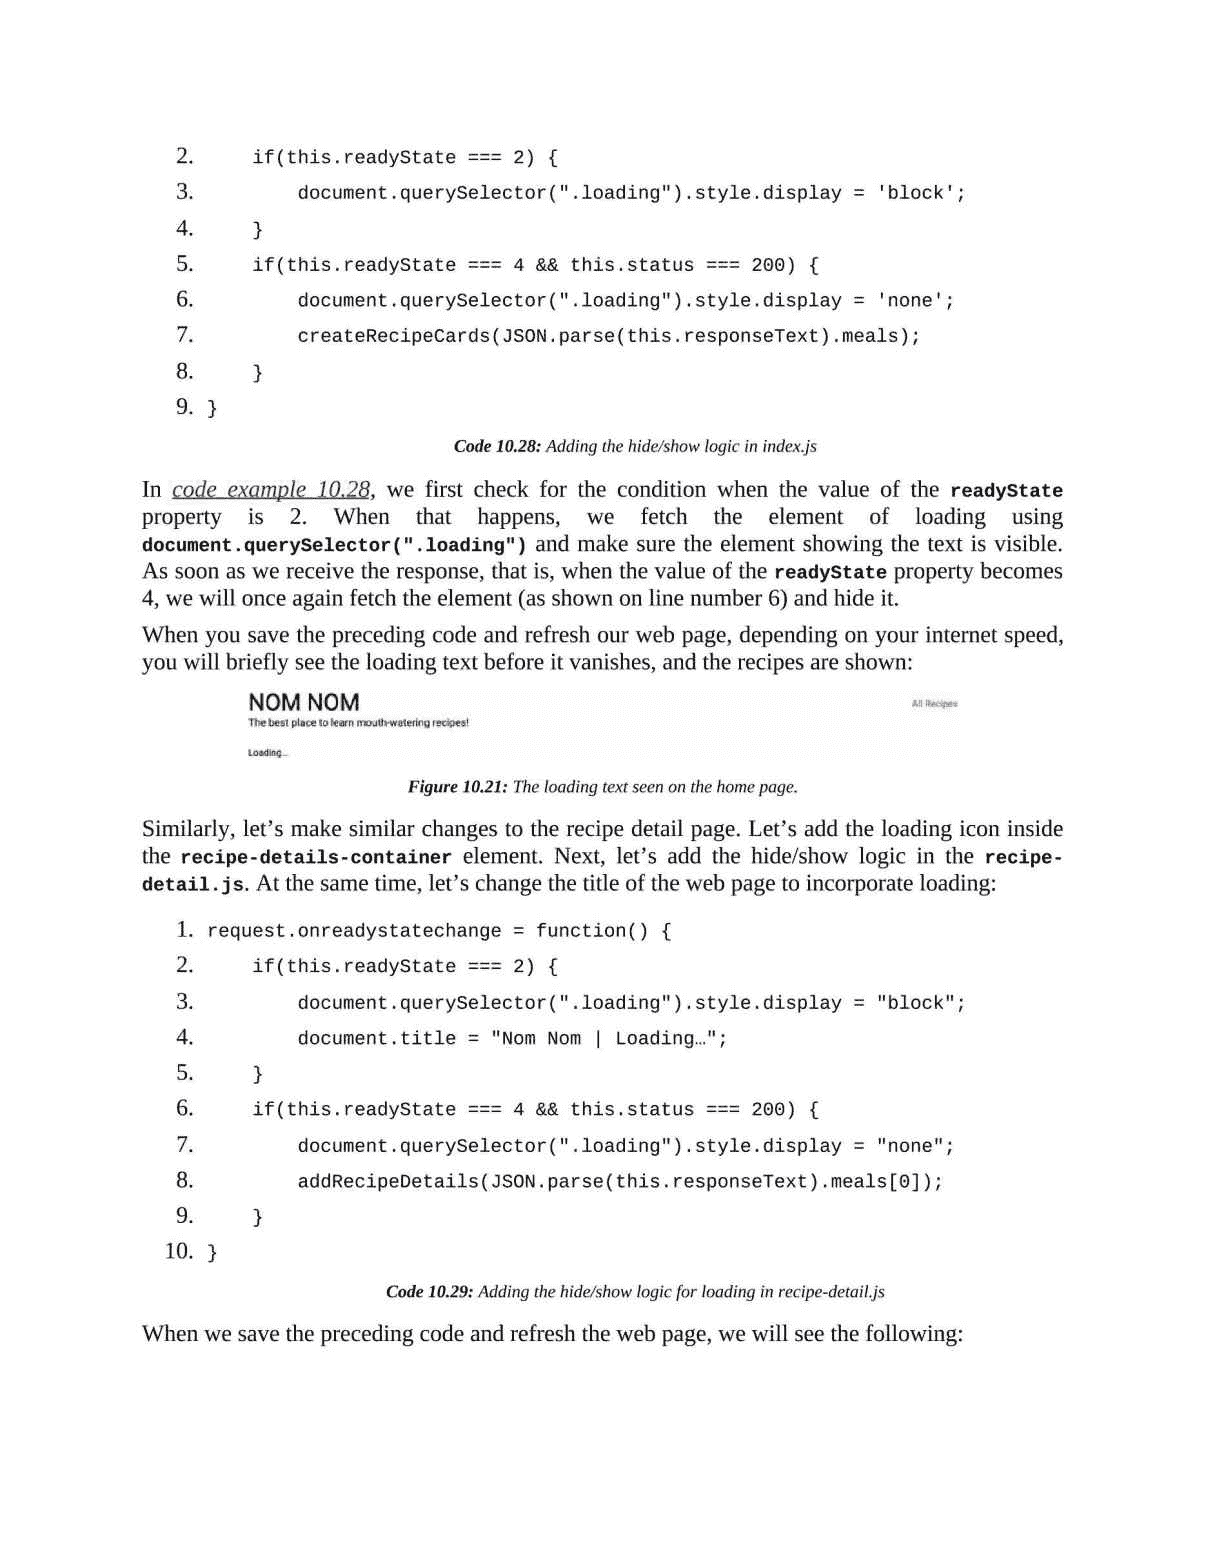 2.     if(this.readyState === 2) {
3.         document.querySelector(".loading").style.display = 'block';
4.     }
5.     if(this.readyState === 4 && this.status === 200) {
6.         document.querySelector(".loading").style.display = 'none';
7.         createRecipeCards(JSON.parse(this.responseText).meals);
8.     }
9. }
Code 10.28: Adding the hide/show logic in index.js
In code example 10.28, we first check for the condition when the value of the readyState
property is 2. When that happens, we fetch the element of loading using
document.querySelector(".loading") and make sure the element showing the text is visible.
As soon as we receive the response, that is, when the value of the readyState property becomes
4, we will once again fetch the element (as shown on line number 6) and hide it.
When you save the preceding code and refresh our web page, depending on your internet speed,
you will briefly see the loading text before it vanishes, and the recipes are shown:
NOM NOM
All Recipes
The best place to learn mouth-watering recipes!
Loading...
Figure 10.21: The loading text seen on the home page.
Similarly, let’s make similar changes to the recipe detail page. Let’s add the loading icon inside
the recipe-details-container element. Next, let’s add the hide/show logic in the recipe-
detail.js. At the same time, let’s change the title of the web page to incorporate loading:
1. request.onreadystatechange = function() {
2.     if(this.readyState === 2) {
3.         document.querySelector(".loading").style.display = "block";
4.         document.title = "Nom Nom | Loading…";
5.     }
6.     if(this.readyState === 4 && this.status === 200) {
7.         document.querySelector(".loading").style.display = "none";
8.         addRecipeDetails(JSON.parse(this.responseText).meals[0]);
9.     }
10. }
Code 10.29: Adding the hide/show logic for loading in recipe-detail.js
When we save the preceding code and refresh the web page, we will see the following: